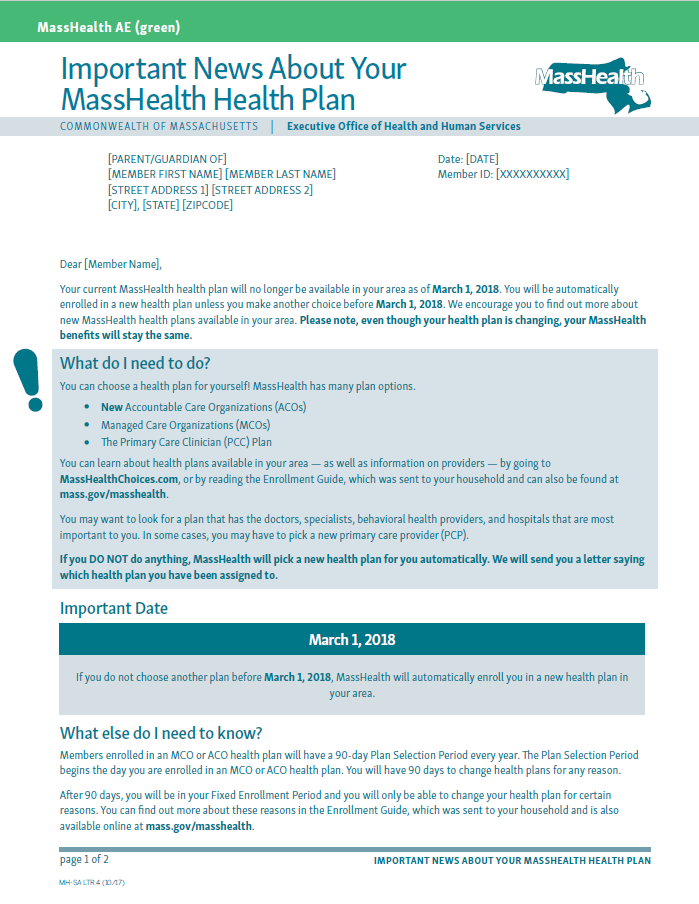 MassHealth AE (green)
Important News About Your
MassHealth Health Plan
MassHealth
COMMONWEALTH OF MASSACHUSETTS | Executive Office of Health and Human Services
[PARENT/GUARDIAN OF]
[MEMBER FIRST NAME] [MEMBER LAST NAME]
[STREET ADDRESS 1] [STREET ADDRESS 2]
[CITY], [STATE] [ZIPCODE]
Date: [DATE]
Member ID: [XXXXXXXXXX]
Dear [Member Name],
Your current MassHealth health plan will no longer be available in your area as of March 1, 2018. You will be automatically
enrolled in a new health plan unless you make another choice before March 1, 2018. We encourage you to find out more about
new MassHealth health plans available in your area. Please note, even though your health plan is changing, your MassHealth
benefits will stay the same.
!
What do I need to do?
You can choose a health plan for yourself! MassHealth has many plan options.
• New Accountable Care Organizations (ACOs)
• Managed Care Organizations (MCOs)
• The Primary Care Clinician (PCC) Plan
You can learn about health plans available in your area — as well as information on providers — by going to
MassHealthChoices.com, or by reading the Enrollment Guide, which was sent to your household and can also be found at
mass.gov/masshealth.
You may want to look for a plan that has the doctors, specialists, behavioral health providers, and hospitals that are most
important to you. In some cases, you may have to pick a new primary care provider (PCP).
If you DO NOT do anything, MassHealth will pick a new health plan for you automatically. We will send you a letter saying
which health plan you have been assigned to.
Important Date
March 1, 2018
If you do not choose another plan before March 1, 2018, MassHealth will automatically enroll you in a new health plan in
your area.
What else do I need to know?
Members enrolled in an MCO or ACO health plan will have a 90-day Plan Selection Period every year. The Plan Selection Period
begins the day you are enrolled in an MCO or ACO health plan. You will have 90 days to change health plans for any reason.
After 90 days, you will be in your Fixed Enrollment Period and you will only be able to change your health plan for certain
reasons. You can find out more about these reasons in the Enrollment Guide, which was sent to your household and is also
available online at mass.gov/masshealth.
page 1 of 2
IMPORTANT NEWS ABOUT YOUR MASSHEALTH HEALTH PLAN
MH-SA LTR 4 (10/17)